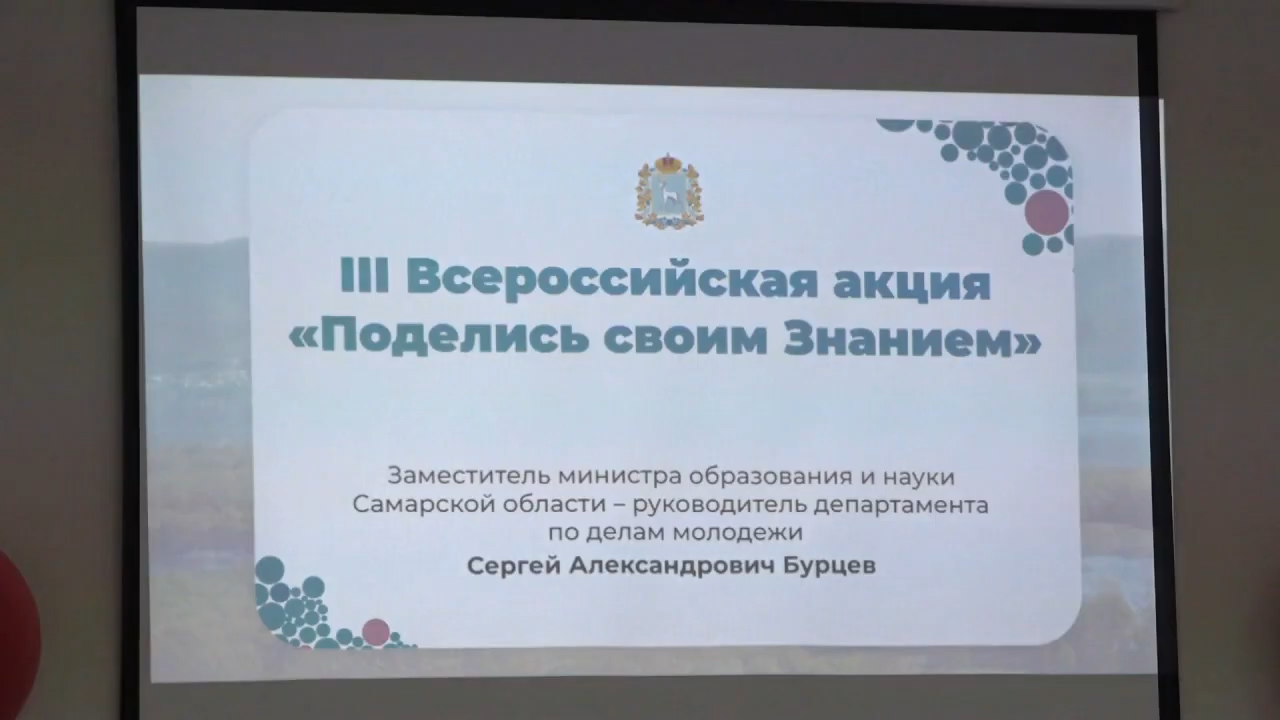 III Всероссийская акция
«Поделись своим Знанием»
Заместитель министра образования и науки
Самарской области – руководитель департамента
по делам молодежи
Сергей Александрович Бурцев